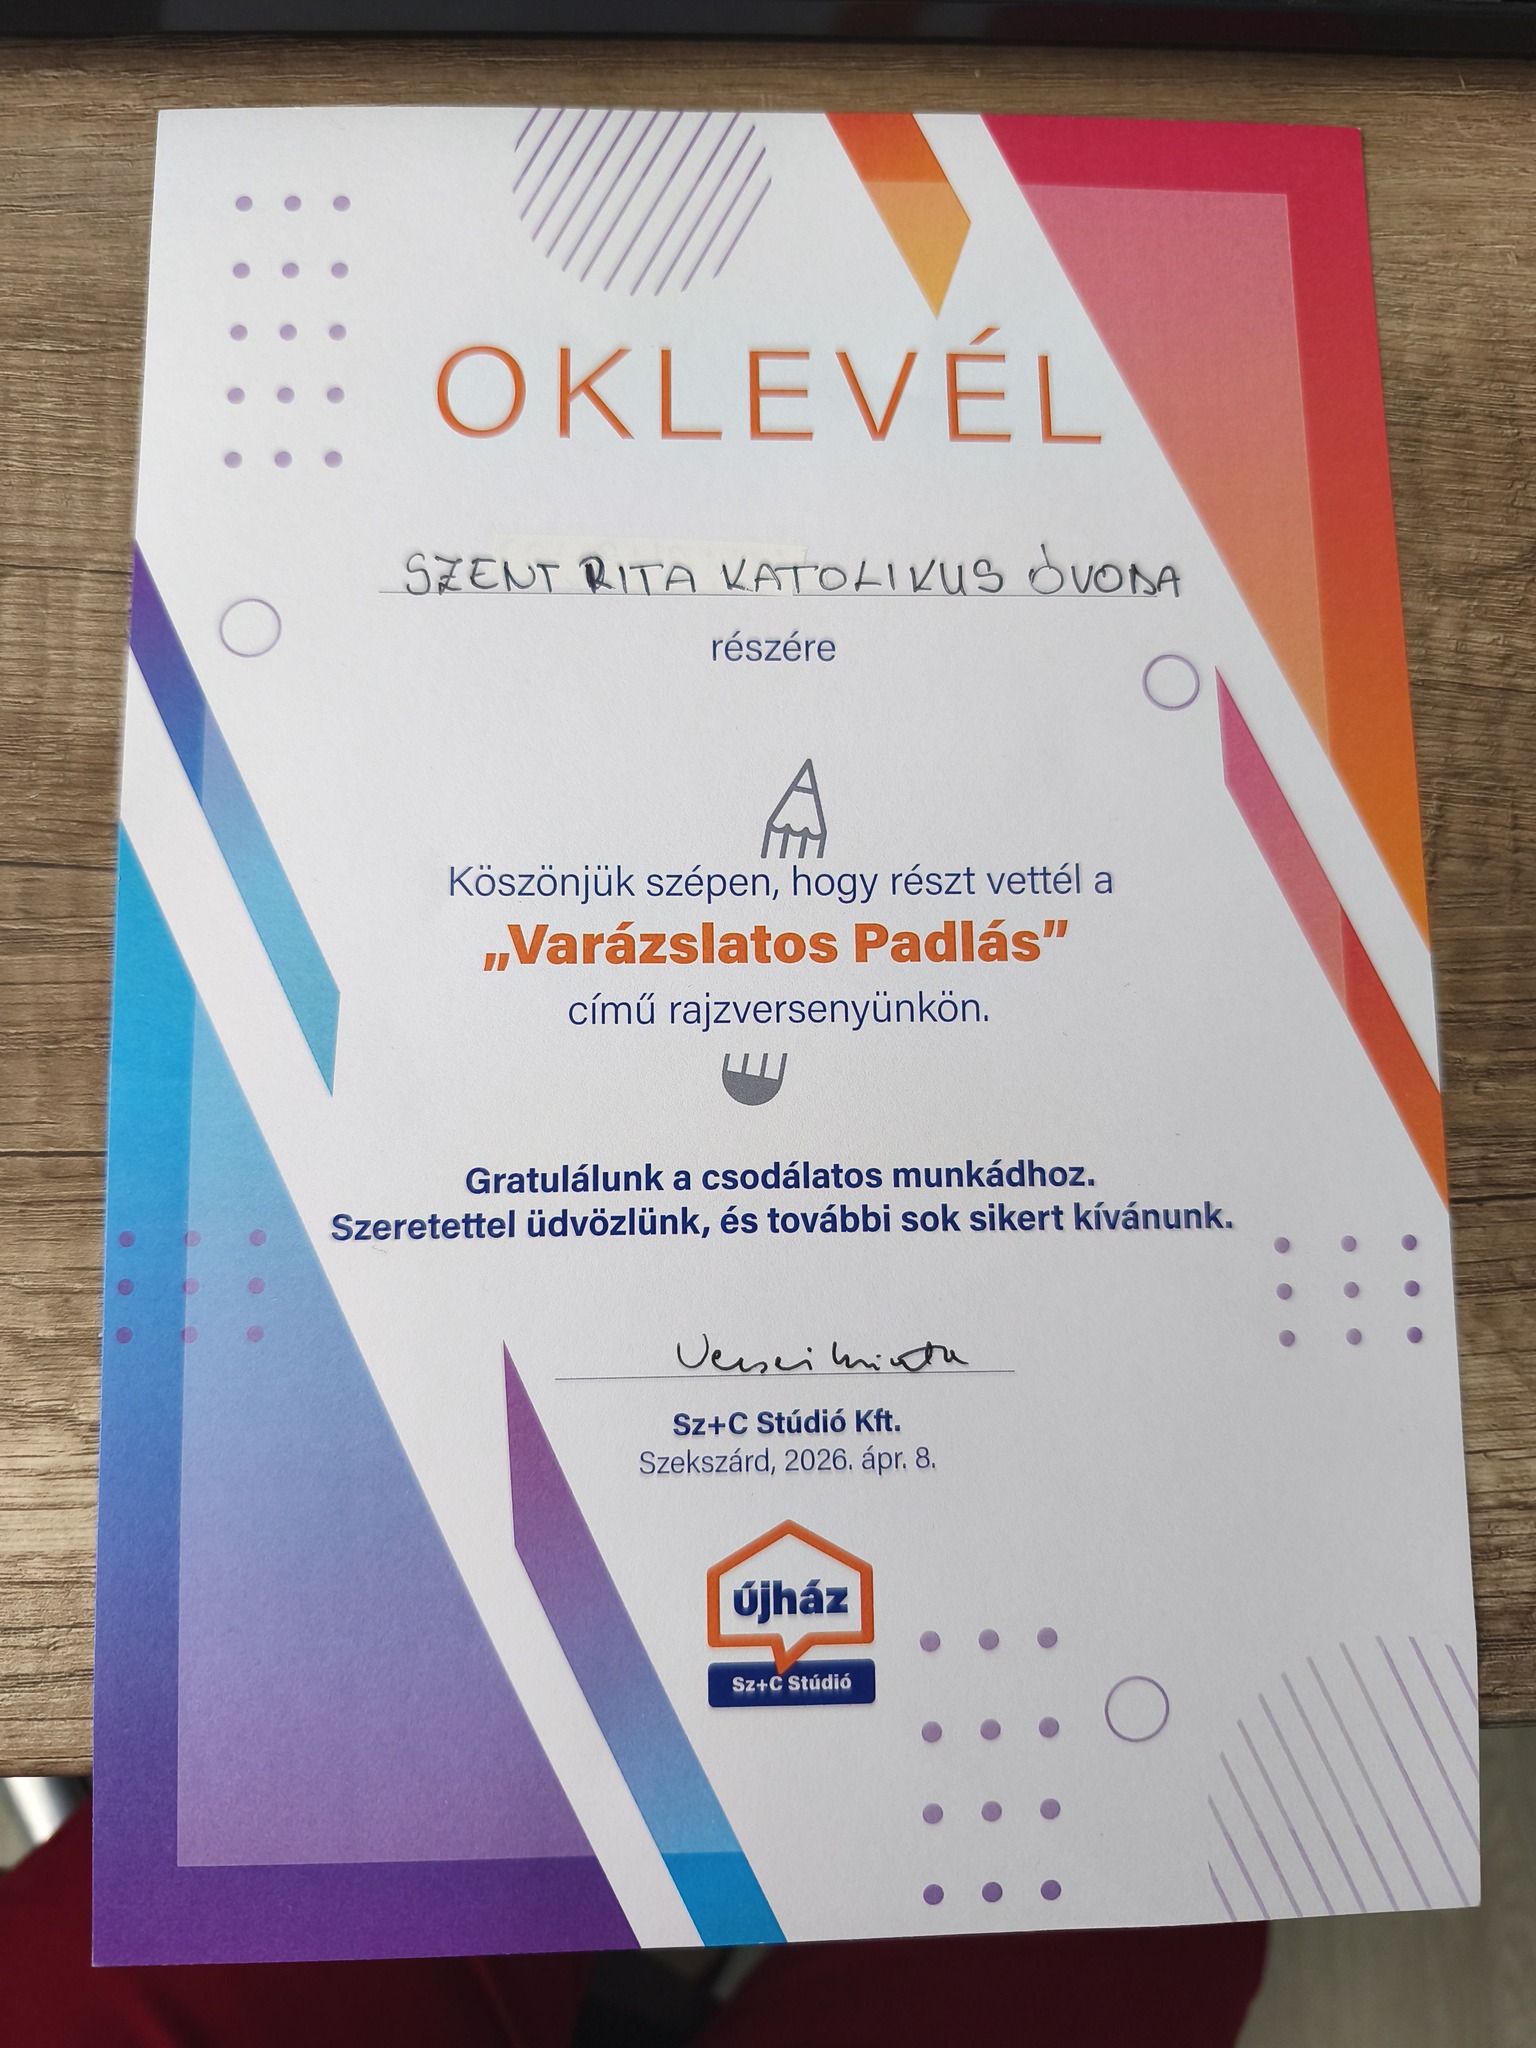 OKLEVÉL
SZENT RITA KATOLIKUS ÓVODA
részére
Köszönjük szépen, hogy részt vettél a
„Varázslatos Padlás”
című rajzversenyünkön.
Gratulálunk a csodálatos munkádhoz.
Szeretettel üdvözlünk, és további sok sikert kívánunk.
Sz+C Stúdió Kft.
Szekszárd, 2026. ápr. 8.
újház
Sz+C Stúdió